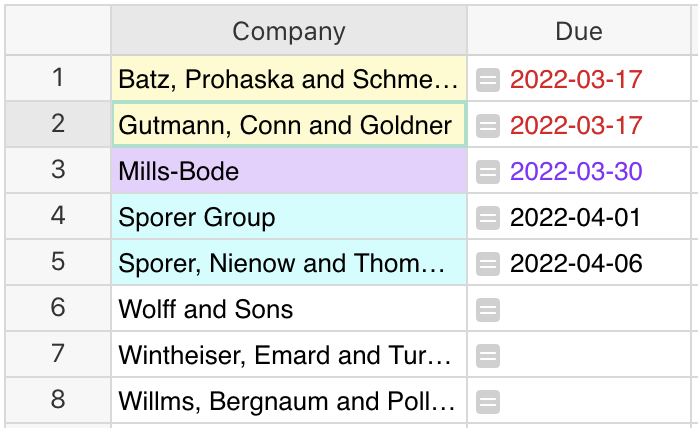 Company Due
1 Batz, Prohaska and Schme… 2022-03-17
2 Gutmann, Conn and Goldner 2022-03-17
3 Mills-Bode 2022-03-30
4 Sporer Group 2022-04-01
5 Sporer, Nienow and Thom… 2022-04-06
6 Wolff and Sons
7 Wintheiser, Emard and Tur…
8 Willms, Bergnaum and Poll…